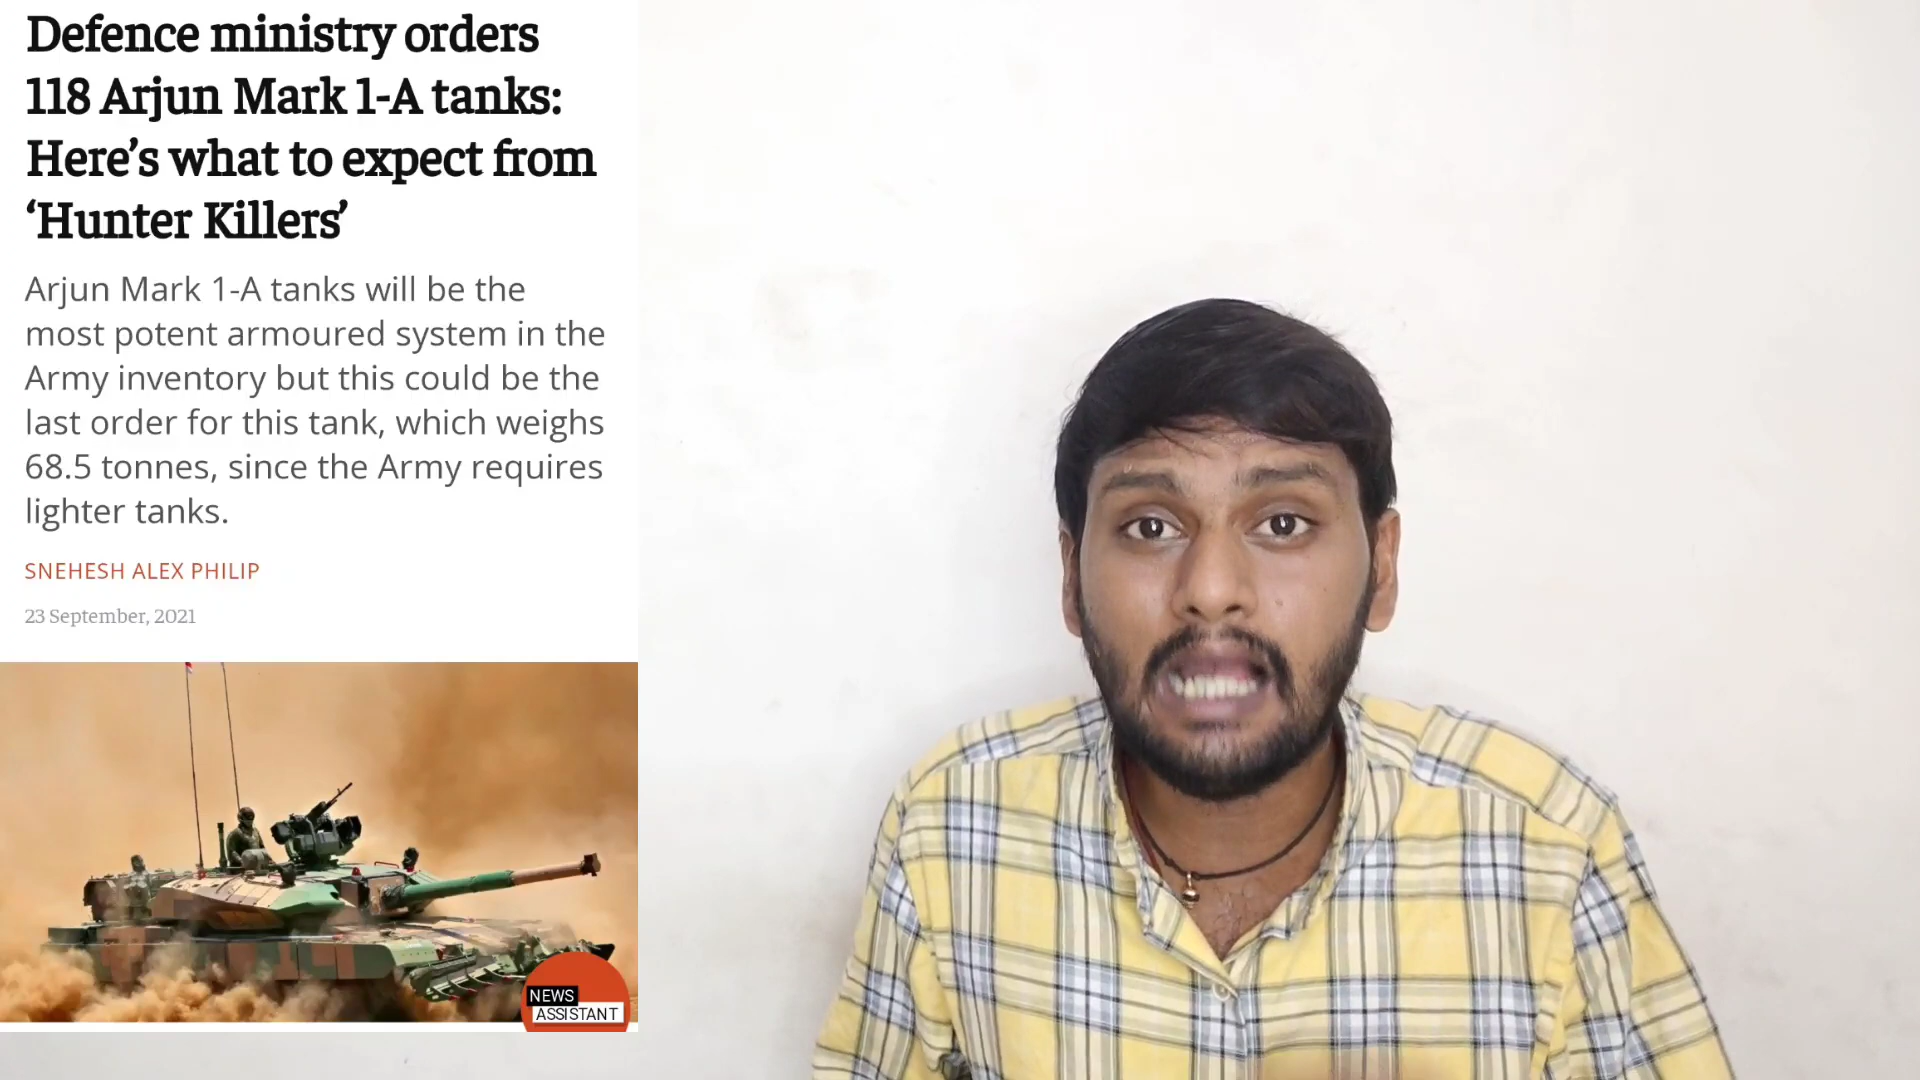 Defence ministry orders
118 Arjun Mark 1-A tanks:
Here’s what to expect from
‘Hunter Killers’
Arjun Mark 1-A tanks will be the
most potent armoured system in the
Army inventory but this could be the
last order for this tank, which weighs
68.5 tonnes, since the Army requires
lighter tanks.
SNEHESH ALEX PHILIP
23 September, 2021
NEWS
ASSISTANT